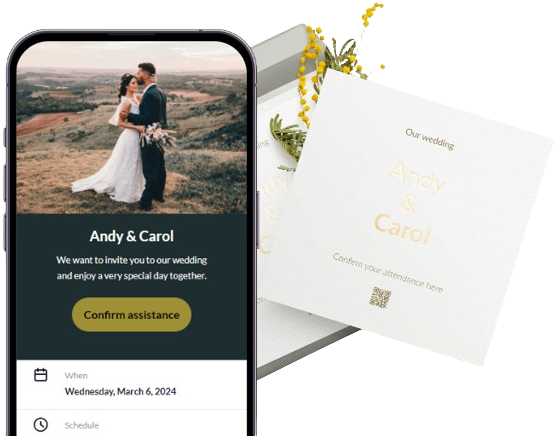 Andy & Carol
We want to invite you to our wedding
and enjoy a very special day together.
Confirm assistance
When
Wednesday, March 6, 2024
Schedule
Our wedding
Andy
&
Carol
Confirm your attendance here